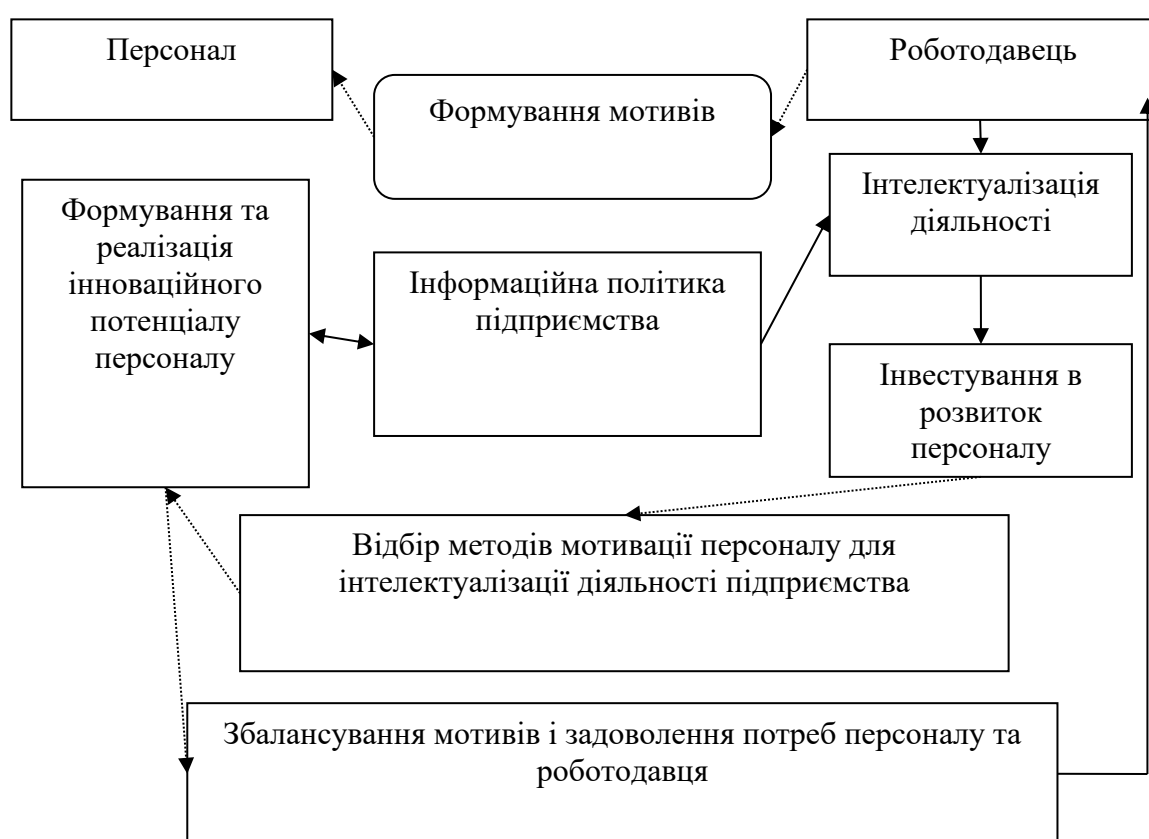 Персонал
Роботодавець
Формування мотивів
Інтелектуалізація
діяльності
Формування та
реалізація
інноваційного
потенціалу
персоналу
Інформаційна політика
підприємства
Інвестування в
розвиток
персоналу
Відбір методів мотивації персоналу для
інтелектуалізації діяльності підприємства
Збалансування мотивів і задоволення потреб персоналу та
роботодавця